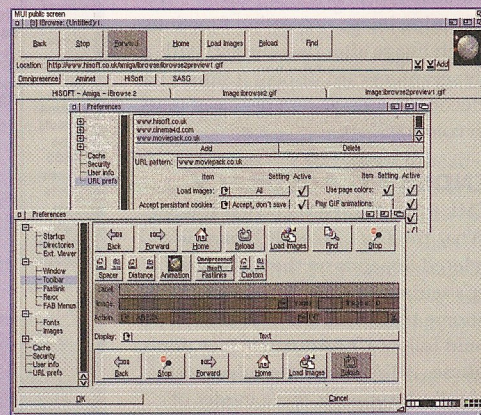 MUI public screen
[3] IBrowse: (Untitled)/1.
Back Stop Forward Home Load Images Reload Find
Location: http://www.hisoft.co.uk/amiga/ibrowse/ibrowse2preview1.gif Add
Omnipresence Aminet HiSoft SASG
HiSOFT - Amiga - IBrowse 2 Image:ibrowse2.gif Image:ibrowse2preview1.gif
Preferences
www.hisoft.co.uk
www.cinema4d.com
www.moviepack.co.uk
Cache
Security
User info
URL prefs
Add Delete
URL pattern: www.moviepack.co.uk
Item Setting Active Item Setting Active
Load images: All Use page colors:
Accept persistant cookies: Accept, don't save Play GIF animations:
Preferences
Startup
Directories
Ext. Viewer
Window
Toolbar
Fastlink
Rexx
FAB Menus
Fonts
Images
Cache
Security
User info
URL prefs
Back Forward Home Reload Load Images Find Stop
Spacer Distance Animation Omnipresence HiSoft Fastlinks Custom
Label:
Image:
Action:
Display: Text
Back Stop Forward Home Load Images Reload
OK Cancel